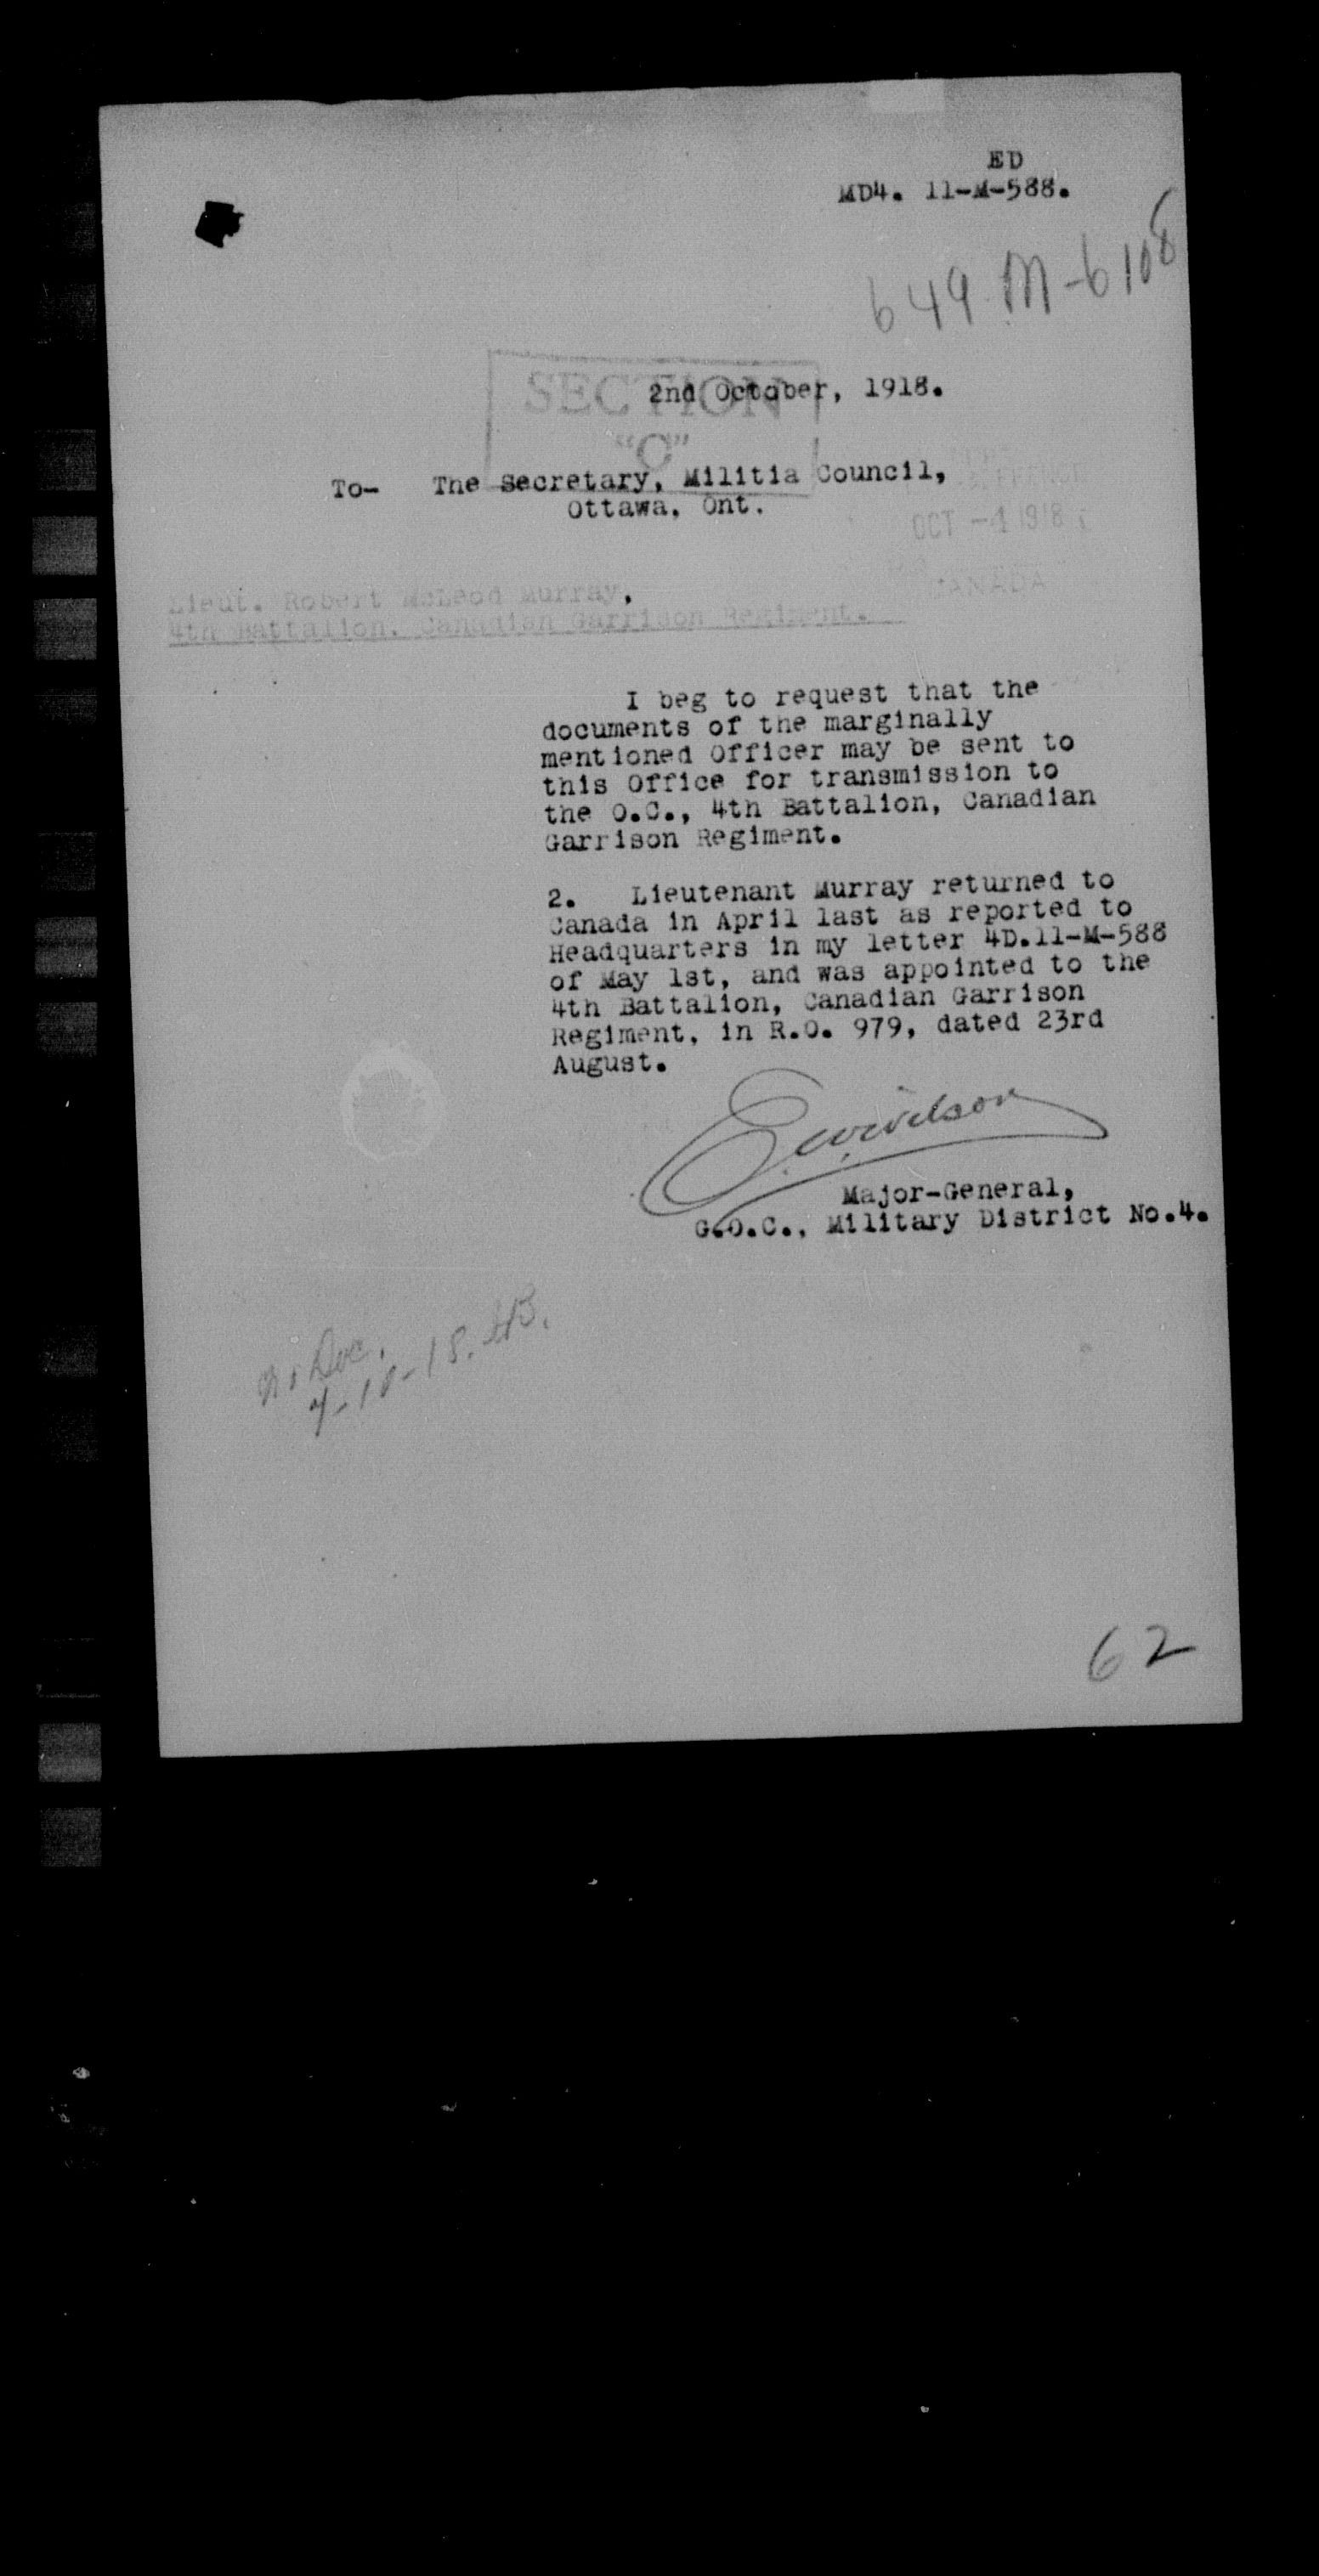 ED
MD4. 11-M-588.
649-M-6108
SECTION
"C"
2nd October, 1918.
To- The Secretary, Militia Council,
Ottawa, Ont.
OCT -4 1918
CANADA
Lieut. Robert McLeod Murray,
4th Battalion, Canadian Garrison Regiment.
I beg to request that the
documents of the marginally
mentioned Officer may be sent to
this Office for transmission to
the O.C., 4th Battalion, Canadian
Garrison Regiment.
2. Lieutenant Murray returned to
Canada in April last as reported to
Headquarters in my letter 4D.11-M-588
of May 1st, and was appointed to the
4th Battalion, Canadian Garrison
Regiment, in R.O. 979, dated 23rd
August.
E.W. Wilson
Major-General,
G.O.C., Military District No.4.
No Doc.
7-10-18. HB.
62